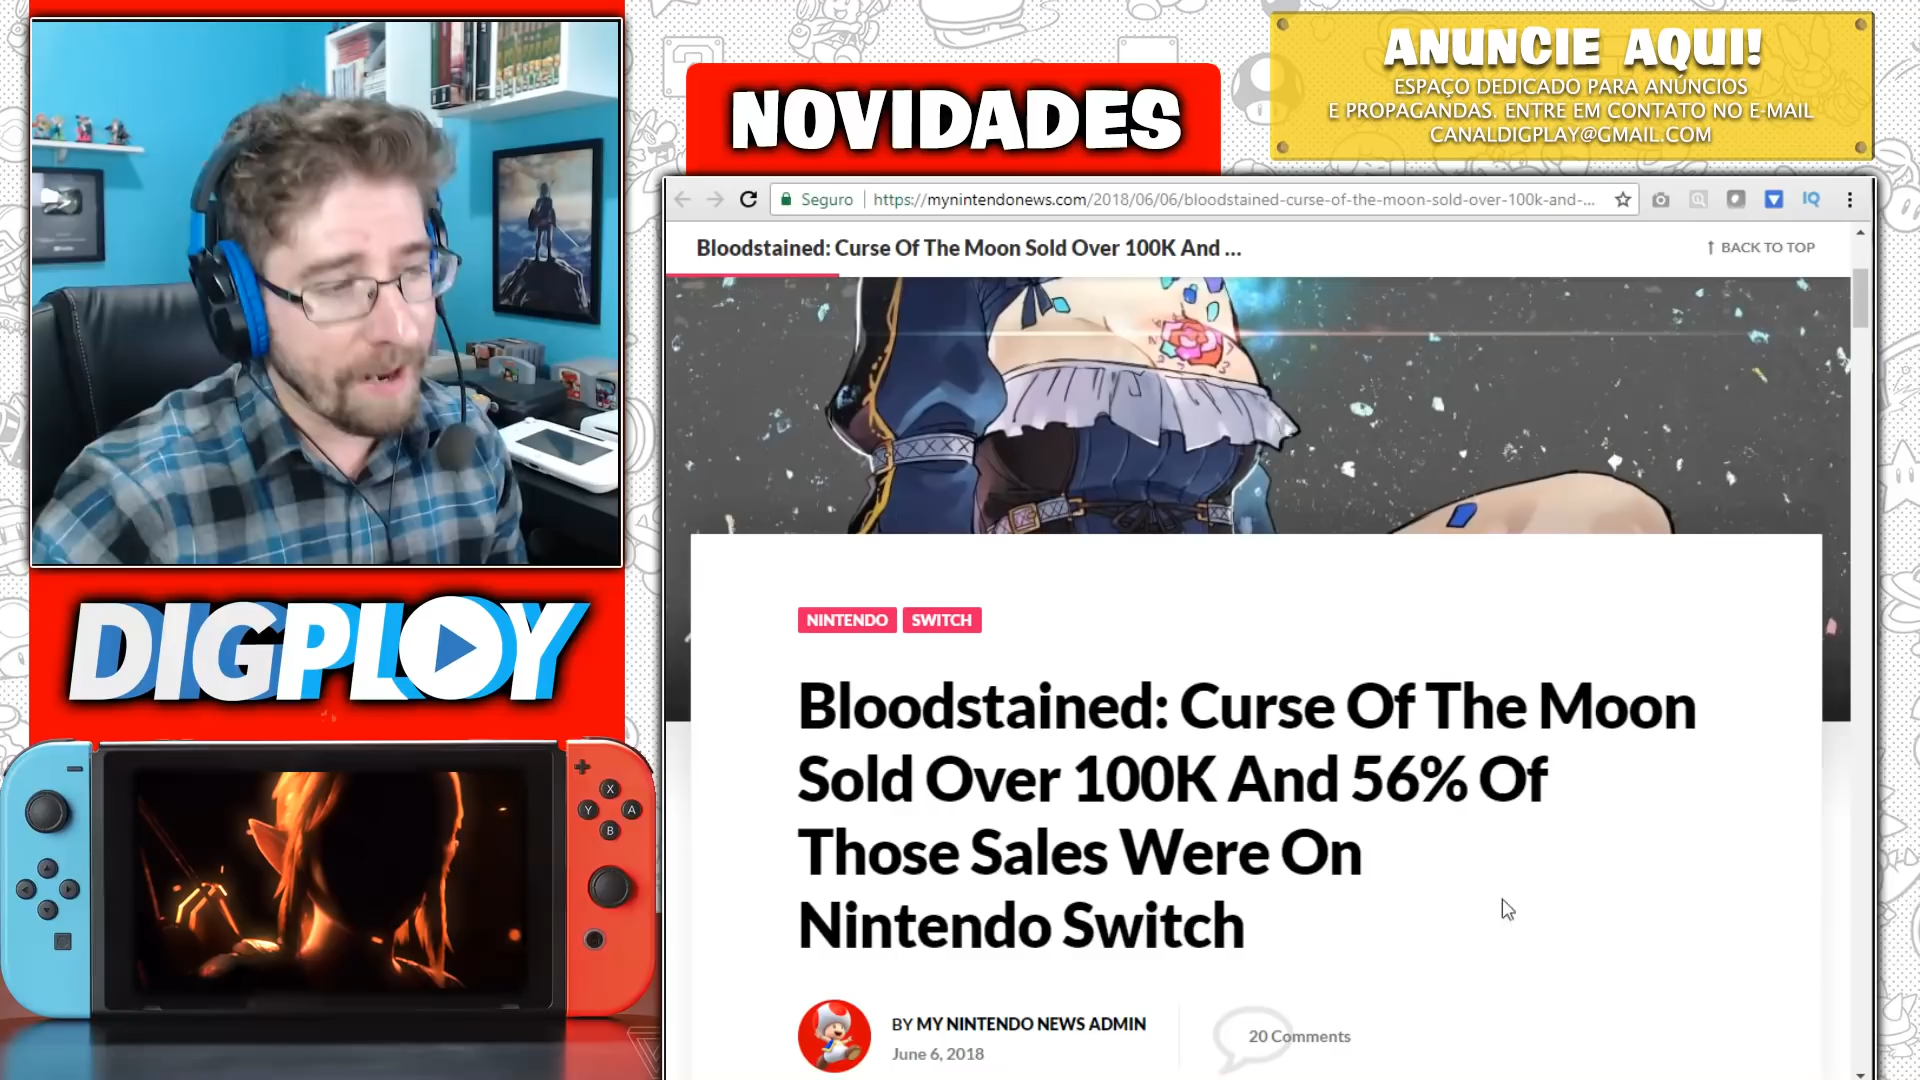 NOVIDADES
ANUNCIE AQUI!
ESPAÇO DEDICADO PARA ANÚNCIOS
E PROPAGANDAS. ENTRE EM CONTATO NO E-MAIL
CANALDIGPLAY@GMAIL.COM
Seguro
https://mynintendonews.com/2018/06/06/bloodstained-curse-of-the-moon-sold-over-100k-and-...
IQ
Bloodstained: Curse Of The Moon Sold Over 100K And ...
↑ BACK TO TOP
NINTENDO SWITCH
Bloodstained: Curse Of The Moon
Sold Over 100K And 56% Of
Those Sales Were On
Nintendo Switch
BY MY NINTENDO NEWS ADMIN
June 6, 2018
20 Comments
DIGPLAY
X
Y A
B